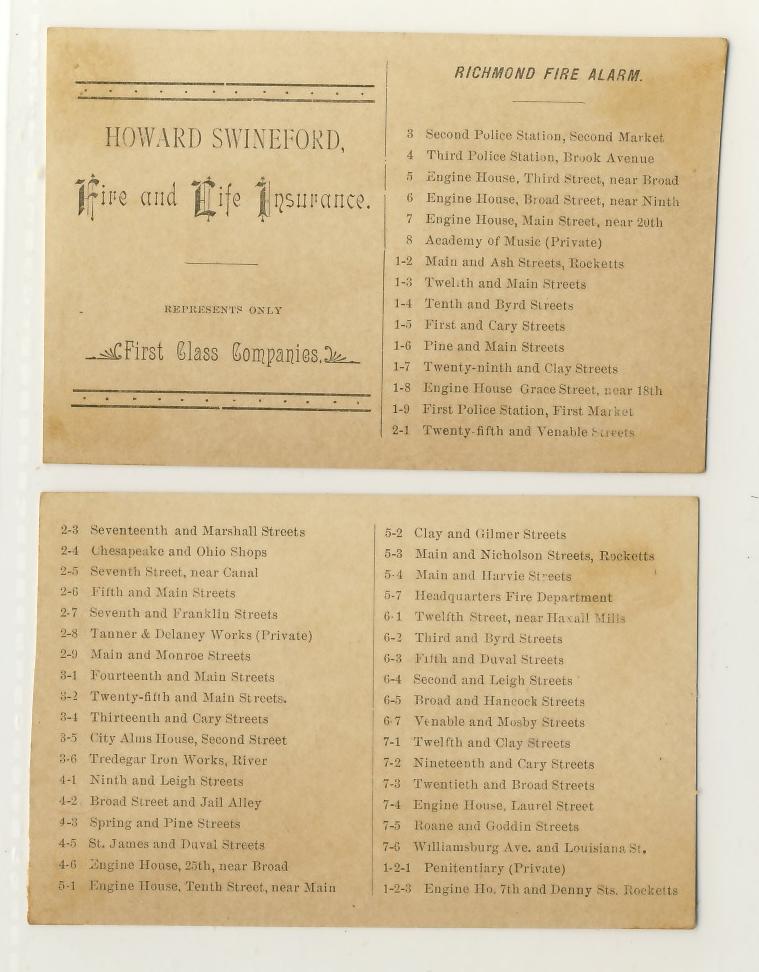 HOWARD SWINEFORD,
Fire and Life Insurance.
REPRESENTS ONLY
First Class Companies.
RICHMOND FIRE ALARM.
3 Second Police Station, Second Market
4 Third Police Station, Brook Avenue
5 Engine House, Third Street, near Broad
6 Engine House, Broad Street, near Ninth
7 Engine House, Main Street, near 20th
8 Academy of Music (Private)
1-2 Main and Ash Streets, Rocketts
1-3 Twelfth and Main Streets
1-4 Tenth and Byrd Streets
1-5 First and Cary Streets
1-6 Pine and Main Streets
1-7 Twenty-ninth and Clay Streets
1-8 Engine House Grace Street, near 18th
1-9 First Police Station, First Market
2-1 Twenty-fifth and Venable Streets
2-3 Seventeenth and Marshall Streets
2-4 Chesapeake and Ohio Shops
2-5 Seventh Street, near Canal
2-6 Fifth and Main Streets
2-7 Seventh and Franklin Streets
2-8 Tanner & Delaney Works (Private)
2-9 Main and Monroe Streets
3-1 Fourteenth and Main Streets
3-2 Twenty-fifth and Main Streets.
3-4 Thirteenth and Cary Streets
3-5 City Alms House, Second Street
3-6 Tredegar Iron Works, River
4-1 Ninth and Leigh Streets
4-2 Broad Street and Jail Alley
4-3 Spring and Pine Streets
4-5 St. James and Duval Streets
4-6 Engine House, 25th, near Broad
5-1 Engine House, Tenth Street, near Main
5-2 Clay and Gilmer Streets
5-3 Main and Nicholson Streets, Rocketts
5-4 Main and Harvie Streets
5-7 Headquarters Fire Department
6-1 Twelfth Street, near Haxall Mills
6-2 Third and Byrd Streets
6-3 Fifth and Duval Streets
6-4 Second and Leigh Streets
6-5 Broad and Hancock Streets
6-7 Venable and Mosby Streets
7-1 Twelfth and Clay Streets
7-2 Nineteenth and Cary Streets
7-3 Twentieth and Broad Streets
7-4 Engine House, Laurel Street
7-5 Roane and Goddin Streets
7-6 Williamsburg Ave. and Louisiana St.
1-2-1 Penitentiary (Private)
1-2-3 Engine Ho. 7th and Denny Sts. Rocketts